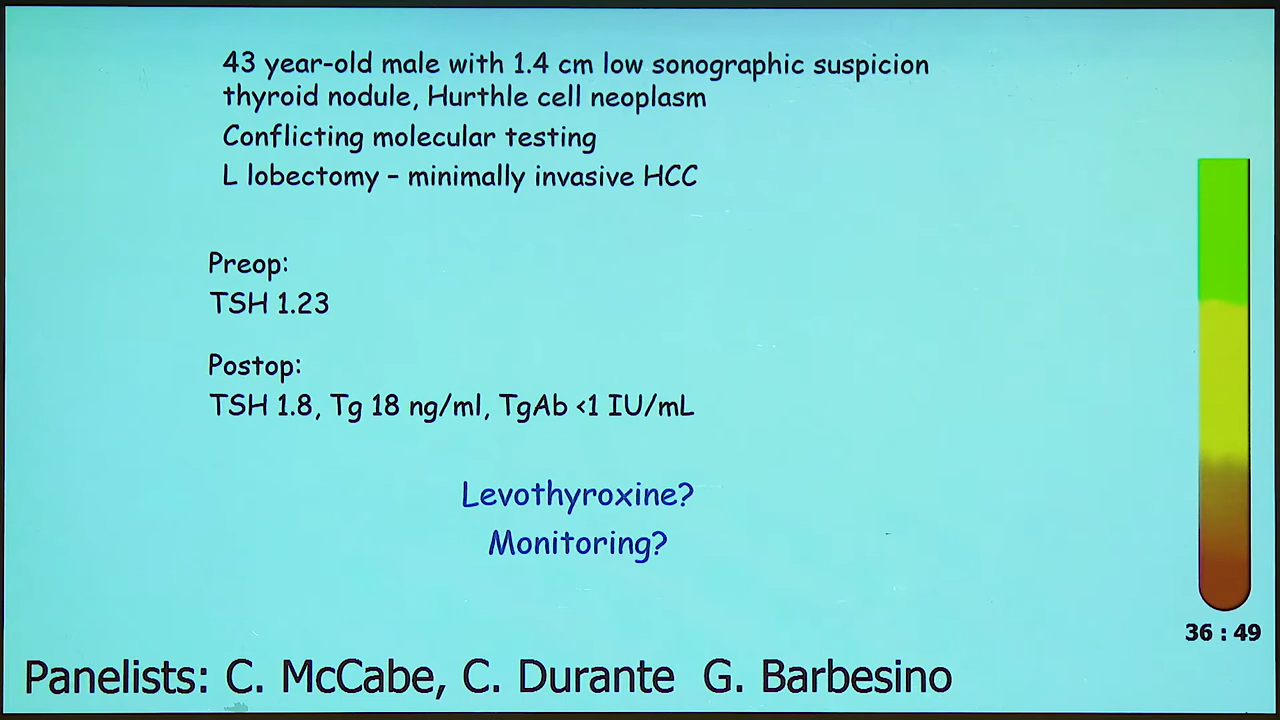 43 year-old male with 1.4 cm low sonographic suspicion
thyroid nodule, Hurthle cell neoplasm
Conflicting molecular testing
L lobectomy – minimally invasive HCC
Preop:
TSH 1.23
Postop:
TSH 1.8, Tg 18 ng/ml, TgAb <1 IU/mL
Levothyroxine?
Monitoring?
36 : 49
Panelists: C. McCabe, C. Durante G. Barbesino